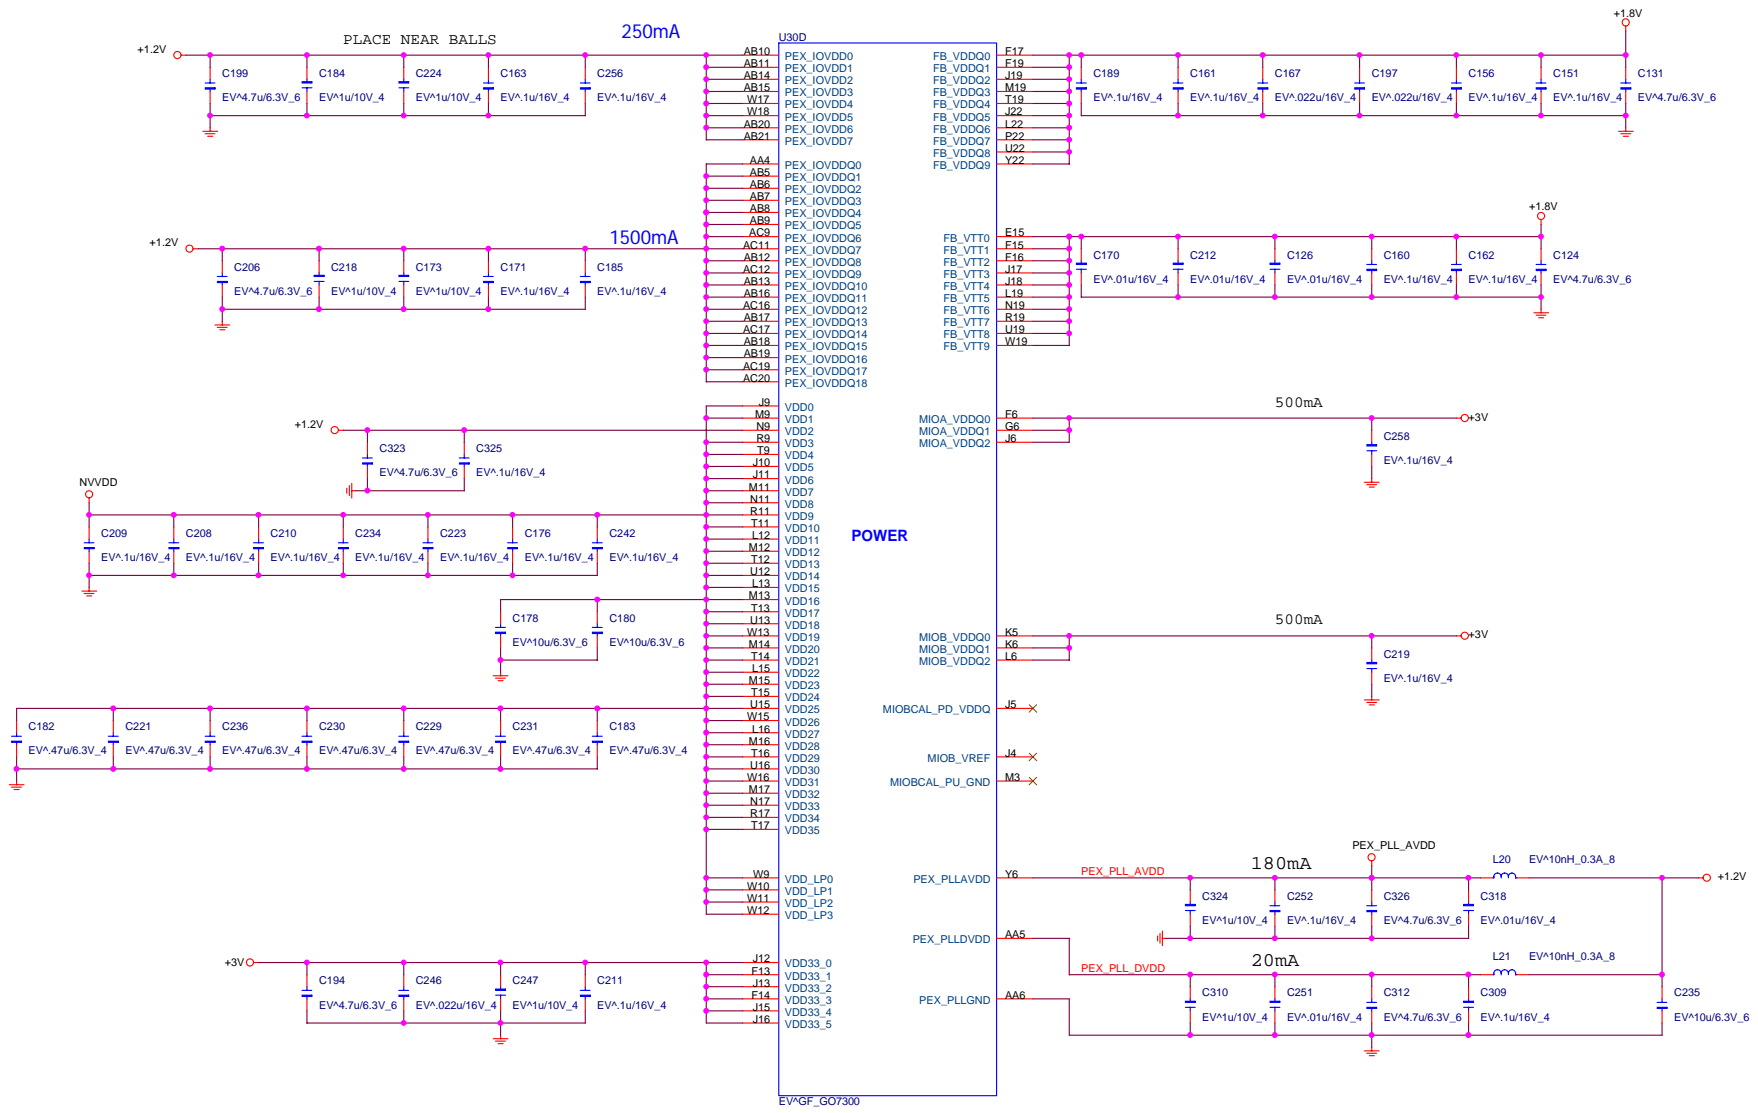 +1.2V
PLACE NEAR BALLS
250mA
C199
EV^4.7u/6.3V_6
C184
EV^1u/10V_4
C224
EV^1u/10V_4
C163
EV^.1u/16V_4
C256
EV^.1u/16V_4
+1.2V
1500mA
C206
EV^4.7u/6.3V_6
C218
EV^1u/10V_4
C173
EV^1u/10V_4
C171
EV^.1u/16V_4
C185
EV^.1u/16V_4
+1.2V
C323
EV^4.7u/6.3V_6
C325
EV^.1u/16V_4
NVVDD
C209
EV^.1u/16V_4
C208
EV^.1u/16V_4
C210
EV^.1u/16V_4
C234
EV^.1u/16V_4
C223
EV^.1u/16V_4
C176
EV^.1u/16V_4
C242
EV^.1u/16V_4
C178
EV^10u/6.3V_6
C180
EV^10u/6.3V_6
C182
EV^.47u/6.3V_4
C221
EV^.47u/6.3V_4
C236
EV^.47u/6.3V_4
C230
EV^.47u/6.3V_4
C229
EV^.47u/6.3V_4
C231
EV^.47u/6.3V_4
C183
EV^.47u/6.3V_4
+3V
C194
EV^4.7u/6.3V_6
C246
EV^.022u/16V_4
C247
EV^1u/10V_4
C211
EV^.1u/16V_4
U30D
AB10 PEX_IOVDD0
AB11 PEX_IOVDD1
AB14 PEX_IOVDD2
AB15 PEX_IOVDD3
W17 PEX_IOVDD4
W18 PEX_IOVDD5
AB20 PEX_IOVDD6
AB21 PEX_IOVDD7
AA4 PEX_IOVDDQ0
AB5 PEX_IOVDDQ1
AB6 PEX_IOVDDQ2
AB7 PEX_IOVDDQ3
AB8 PEX_IOVDDQ4
AB9 PEX_IOVDDQ5
AC9 PEX_IOVDDQ6
AC11 PEX_IOVDDQ7
AB12 PEX_IOVDDQ8
AC12 PEX_IOVDDQ9
AB13 PEX_IOVDDQ10
AB16 PEX_IOVDDQ11
AC16 PEX_IOVDDQ12
AB17 PEX_IOVDDQ13
AC17 PEX_IOVDDQ14
AB18 PEX_IOVDDQ15
AB19 PEX_IOVDDQ16
AC19 PEX_IOVDDQ17
AC20 PEX_IOVDDQ18
J9 VDD0
M9 VDD1
N9 VDD2
R9 VDD3
T9 VDD4
J10 VDD5
J11 VDD6
M11 VDD7
N11 VDD8
R11 VDD9
T11 VDD10
L12 VDD11
M12 VDD12
T12 VDD13
U12 VDD14
L13 VDD15
M13 VDD16
T13 VDD17
U13 VDD18
W13 VDD19
M14 VDD20
T14 VDD21
L15 VDD22
M15 VDD23
T15 VDD24
U15 VDD25
W15 VDD26
L16 VDD27
M16 VDD28
T16 VDD29
U16 VDD30
W16 VDD31
M17 VDD32
N17 VDD33
R17 VDD34
T17 VDD35
W9 VDD_LP0
W10 VDD_LP1
W11 VDD_LP2
W12 VDD_LP3
J12 VDD33_0
F13 VDD33_1
J13 VDD33_2
F14 VDD33_3
J15 VDD33_4
J16 VDD33_5
POWER
EV^GF_GO7300
FB_VDDQ0 F17
FB_VDDQ1 F19
FB_VDDQ2 J19
FB_VDDQ3 M19
FB_VDDQ4 T19
FB_VDDQ5 J22
FB_VDDQ6 L22
FB_VDDQ7 P22
FB_VDDQ8 U22
FB_VDDQ9 Y22
FB_VTT0 E15
FB_VTT1 F15
FB_VTT2 F16
FB_VTT3 J17
FB_VTT4 J18
FB_VTT5 L19
FB_VTT6 N19
FB_VTT7 R19
FB_VTT8 U19
FB_VTT9 W19
MIOA_VDDQ0 F6
MIOA_VDDQ1 G6
MIOA_VDDQ2 J6
MIOB_VDDQ0 K5
MIOB_VDDQ1 K6
MIOB_VDDQ2 L6
MIOBCAL_PD_VDDQ J5
MIOB_VREF J4
MIOBCAL_PU_GND M3
PEX_PLLAVDD Y6
PEX_PLLDVDD AA5
PEX_PLLGND AA6
+1.8V
C189
EV^.1u/16V_4
C161
EV^.1u/16V_4
C167
EV^.022u/16V_4
C197
EV^.022u/16V_4
C156
EV^.1u/16V_4
C151
EV^.1u/16V_4
C131
EV^4.7u/6.3V_6
+1.8V
C170
EV^.01u/16V_4
C212
EV^.01u/16V_4
C126
EV^.01u/16V_4
C160
EV^.1u/16V_4
C162
EV^.1u/16V_4
C124
EV^4.7u/6.3V_6
500mA
+3V
C258
EV^.1u/16V_4
500mA
+3V
C219
EV^.1u/16V_4
PEX_PLL_AVDD
PEX_PLL_AVDD
180mA
L20
EV^10nH_0.3A_8
+1.2V
C324
EV^1u/10V_4
C252
EV^.1u/16V_4
C326
EV^4.7u/6.3V_6
C318
EV^.01u/16V_4
PEX_PLL_DVDD
20mA
L21
EV^10nH_0.3A_8
C310
EV^1u/10V_4
C251
EV^.01u/16V_4
C312
EV^4.7u/6.3V_6
C309
EV^.1u/16V_4
C235
EV^10u/6.3V_6